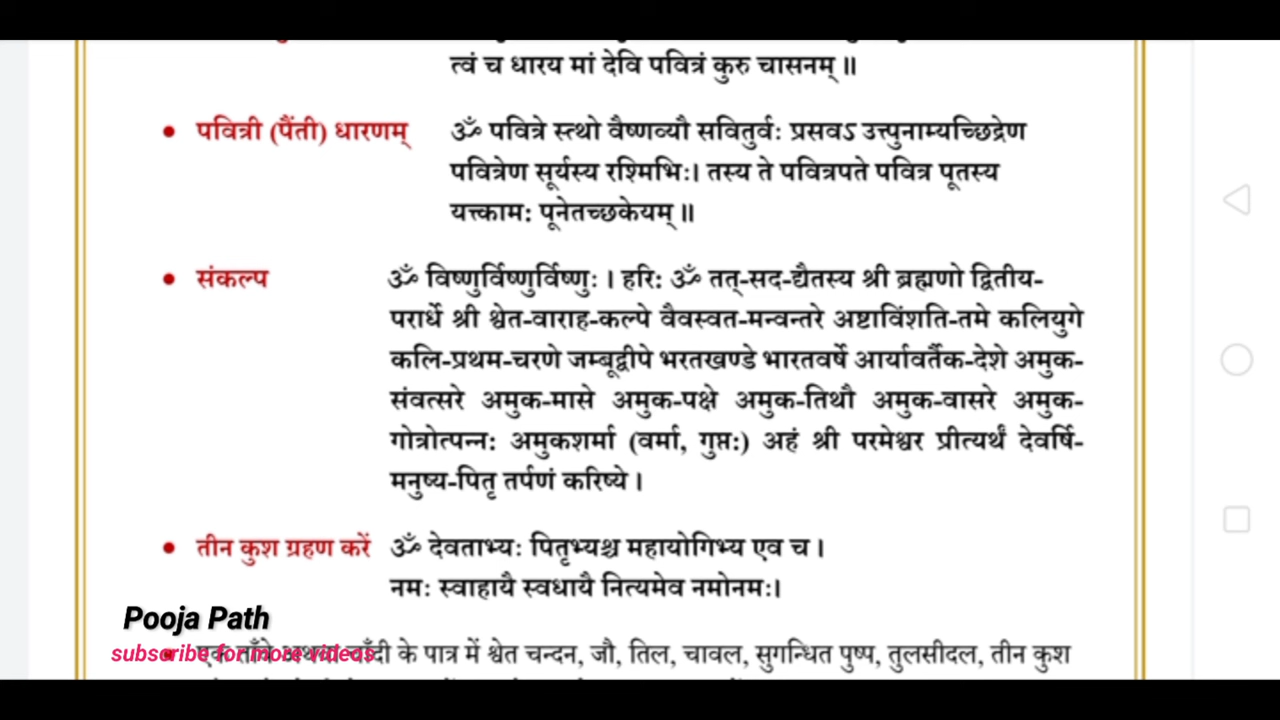 त्वं च धारय मां देवि पवित्रं कुरु चासनम् ॥
• पवित्री (पैंती) धारणम् ॐ पवित्रे स्त्थो वैष्णव्यौ सवितुर्वः प्रसवऽ उत्त्पुनाम्यच्छिद्रेण
पवित्रेण सूर्यस्य रश्मिभिः। तस्य ते पवित्रपते पवित्र पूतस्य
यत्त्कामः पूनेतच्छकेयम् ॥
• संकल्प ॐ विष्णुर्विष्णुर्विष्णुः । हरिः ॐ तत्-सद-द्यैतस्य श्री ब्रह्मणो द्वितीय-
परार्धे श्री श्वेत-वाराह-कल्पे वैवस्वत-मन्वन्तरे अष्टाविंशति-तमे कलियुगे
कलि-प्रथम-चरणे जम्बूद्वीपे भरतखण्डे भारतवर्षे आर्यावर्तैक-देशे अमुक-
संवत्सरे अमुक-मासे अमुक-पक्षे अमुक-तिथौ अमुक-वासरे अमुक-
गोत्रोत्पन्नः अमुकशर्मा (वर्मा, गुप्तः) अहं श्री परमेश्वर प्रीत्यर्थं देवर्षि-
मनुष्य-पितृ तर्पणं करिष्ये ।
• तीन कुश ग्रहण करें ॐ देवताभ्यः पितृभ्यश्च महायोगिभ्य एव च ।
नमः स्वाहायै स्वधायै नित्यमेव नमोनमः।
Pooja Path
subscribe for more videos
के पात्र में श्वेत चन्दन, जौ, तिल, चावल, सुगन्धित पुष्प, तुलसीदल, तीन कुश